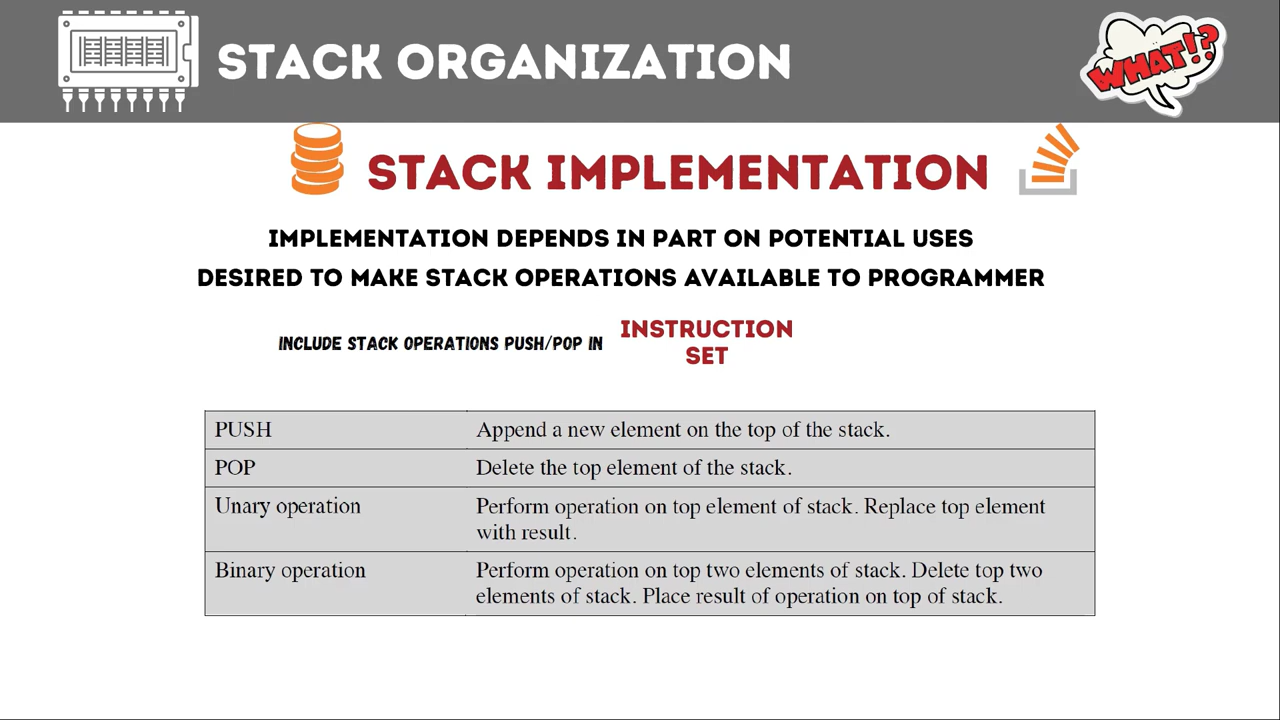 STACK ORGANIZATION
WHAT!?
STACK IMPLEMENTATION
IMPLEMENTATION DEPENDS IN PART ON POTENTIAL USES
DESIRED TO MAKE STACK OPERATIONS AVAILABLE TO PROGRAMMER
INCLUDE STACK OPERATIONS PUSH/POP IN
INSTRUCTION
SET
PUSH
Append a new element on the top of the stack.
POP
Delete the top element of the stack.
Unary operation
Perform operation on top element of stack. Replace top element
with result.
Binary operation
Perform operation on top two elements of stack. Delete top two
elements of stack. Place result of operation on top of stack.